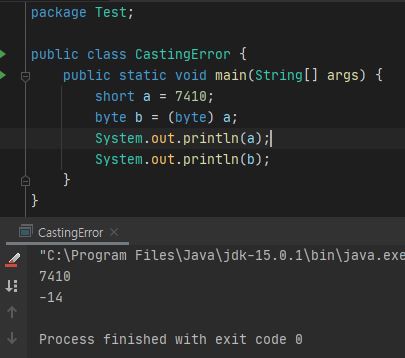 package Test;
public class CastingError {
public static void main(String[] args) {
short a = 7410;
byte b = (byte) a;
System.out.println(a);
System.out.println(b);
}
}
CastingError ×
"C:\Program Files\Java\jdk-15.0.1\bin\java.exe
7410
-14
Process finished with exit code 0